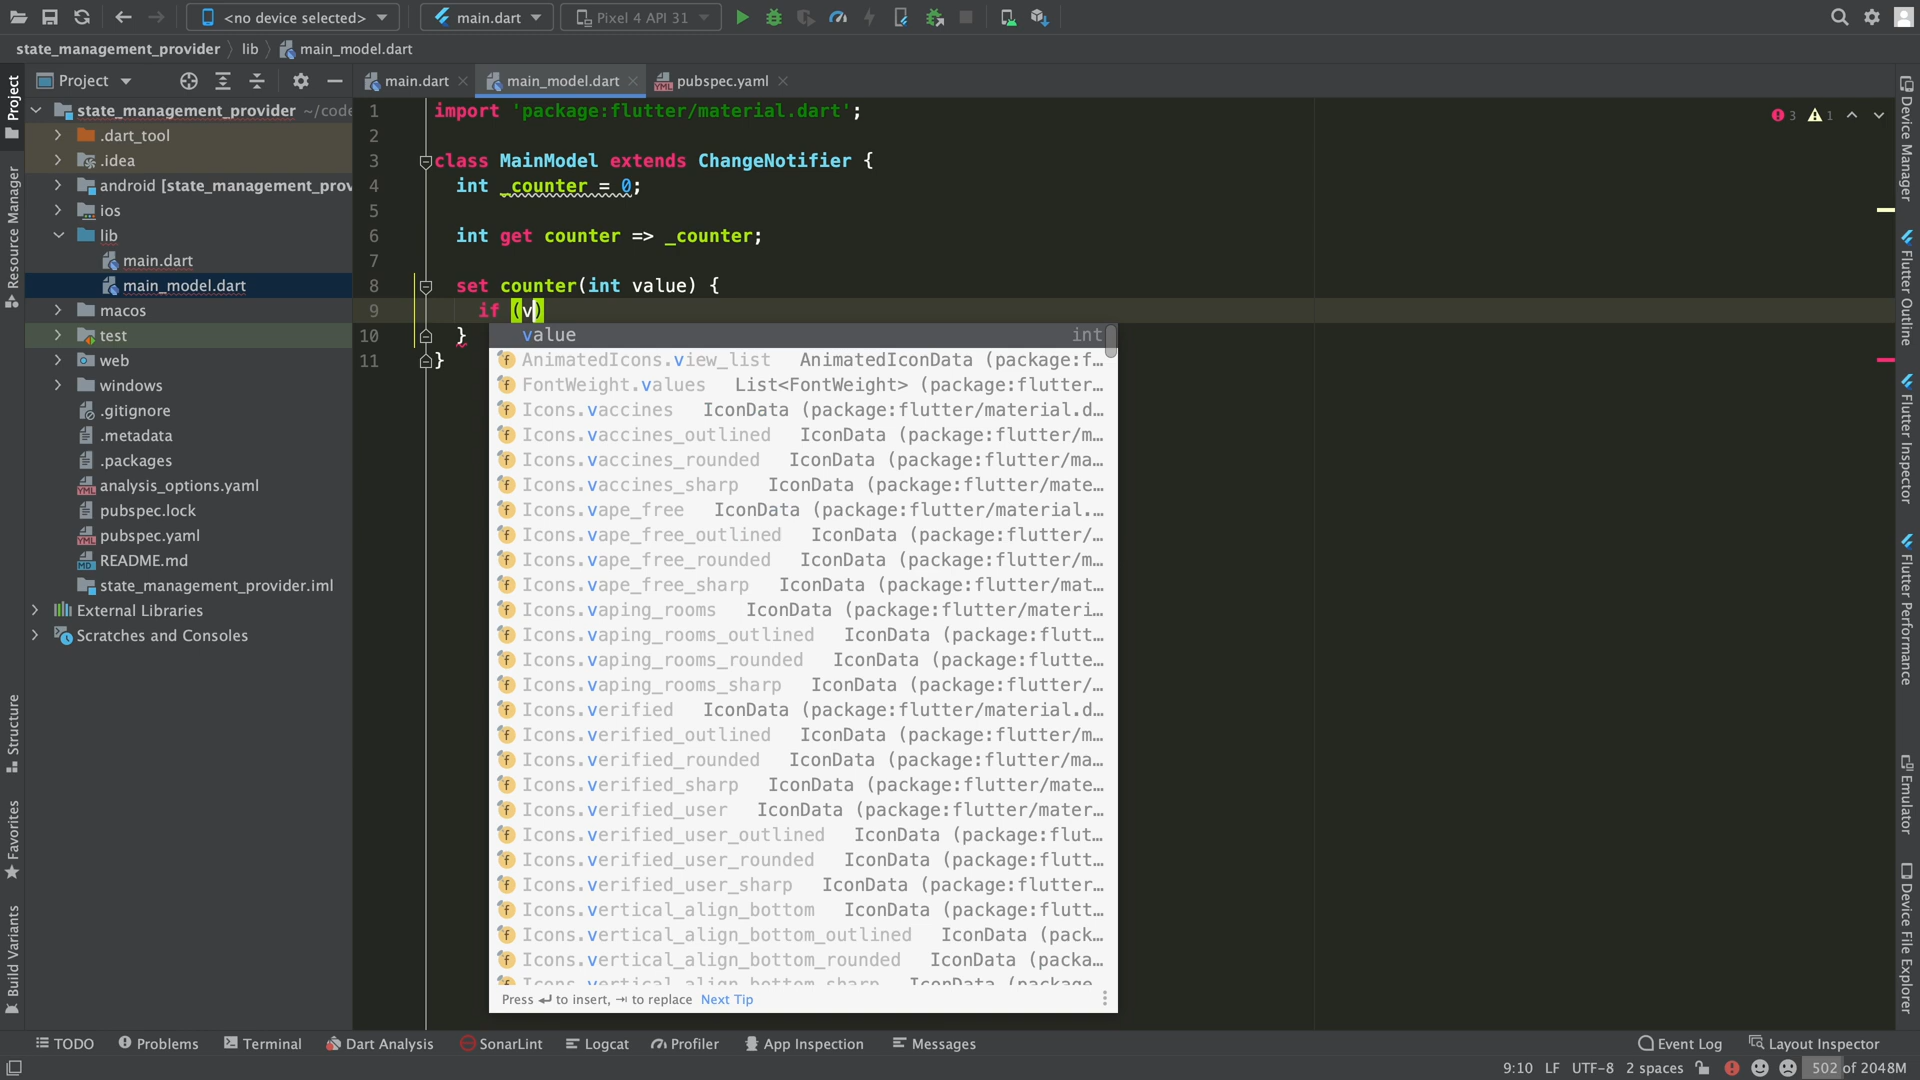 <no device selected>
main.dart
Pixel 4 API 31
state_management_provider
lib
main_model.dart
Project
main.dart
main_model.dart
pubspec.yaml
Project
Resource Manager
Structure
Favorites
Build Variants
state_management_provider ~/code
.dart_tool
.idea
android [state_management_prov
ios
lib
main.dart
main_model.dart
macos
test
web
windows
.gitignore
.metadata
.packages
analysis_options.yaml
pubspec.lock
pubspec.yaml
README.md
state_management_provider.iml
External Libraries
Scratches and Consoles
1 import 'package:flutter/material.dart';
2
3 class MainModel extends ChangeNotifier {
4 int _counter = 0;
5
6 int get counter => _counter;
7
8 set counter(int value) {
9 if (v)
10 }
11 }
3 1
value int
AnimatedIcons.view_list AnimatedIconData (package:f…
FontWeight.values List<FontWeight> (package:flutter…
Icons.vaccines IconData (package:flutter/material.d…
Icons.vaccines_outlined IconData (package:flutter/m…
Icons.vaccines_rounded IconData (package:flutter/ma…
Icons.vaccines_sharp IconData (package:flutter/mate…
Icons.vape_free IconData (package:flutter/material.…
Icons.vape_free_outlined IconData (package:flutter/…
Icons.vape_free_rounded IconData (package:flutter/m…
Icons.vape_free_sharp IconData (package:flutter/mat…
Icons.vaping_rooms IconData (package:flutter/materi…
Icons.vaping_rooms_outlined IconData (package:flutt…
Icons.vaping_rooms_rounded IconData (package:flutte…
Icons.vaping_rooms_sharp IconData (package:flutter/…
Icons.verified IconData (package:flutter/material.d…
Icons.verified_outlined IconData (package:flutter/m…
Icons.verified_rounded IconData (package:flutter/ma…
Icons.verified_sharp IconData (package:flutter/mate…
Icons.verified_user IconData (package:flutter/mater…
Icons.verified_user_outlined IconData (package:flut…
Icons.verified_user_rounded IconData (package:flutt…
Icons.verified_user_sharp IconData (package:flutter…
Icons.vertical_align_bottom IconData (package:flutt…
Icons.vertical_align_bottom_outlined IconData (pack…
Icons.vertical_align_bottom_rounded IconData (packa…
Icons.vertical_align_bottom_sharp IconData (package
Press ↵ to insert, ⇥ to replace Next Tip
Device Manager
Flutter Outline
Flutter Inspector
Flutter Performance
Emulator
Device File Explorer
TODO
Problems
Terminal
Dart Analysis
SonarLint
Logcat
Profiler
App Inspection
Messages
Event Log
Layout Inspector
9:10 LF UTF-8 2 spaces 502 of 2048M